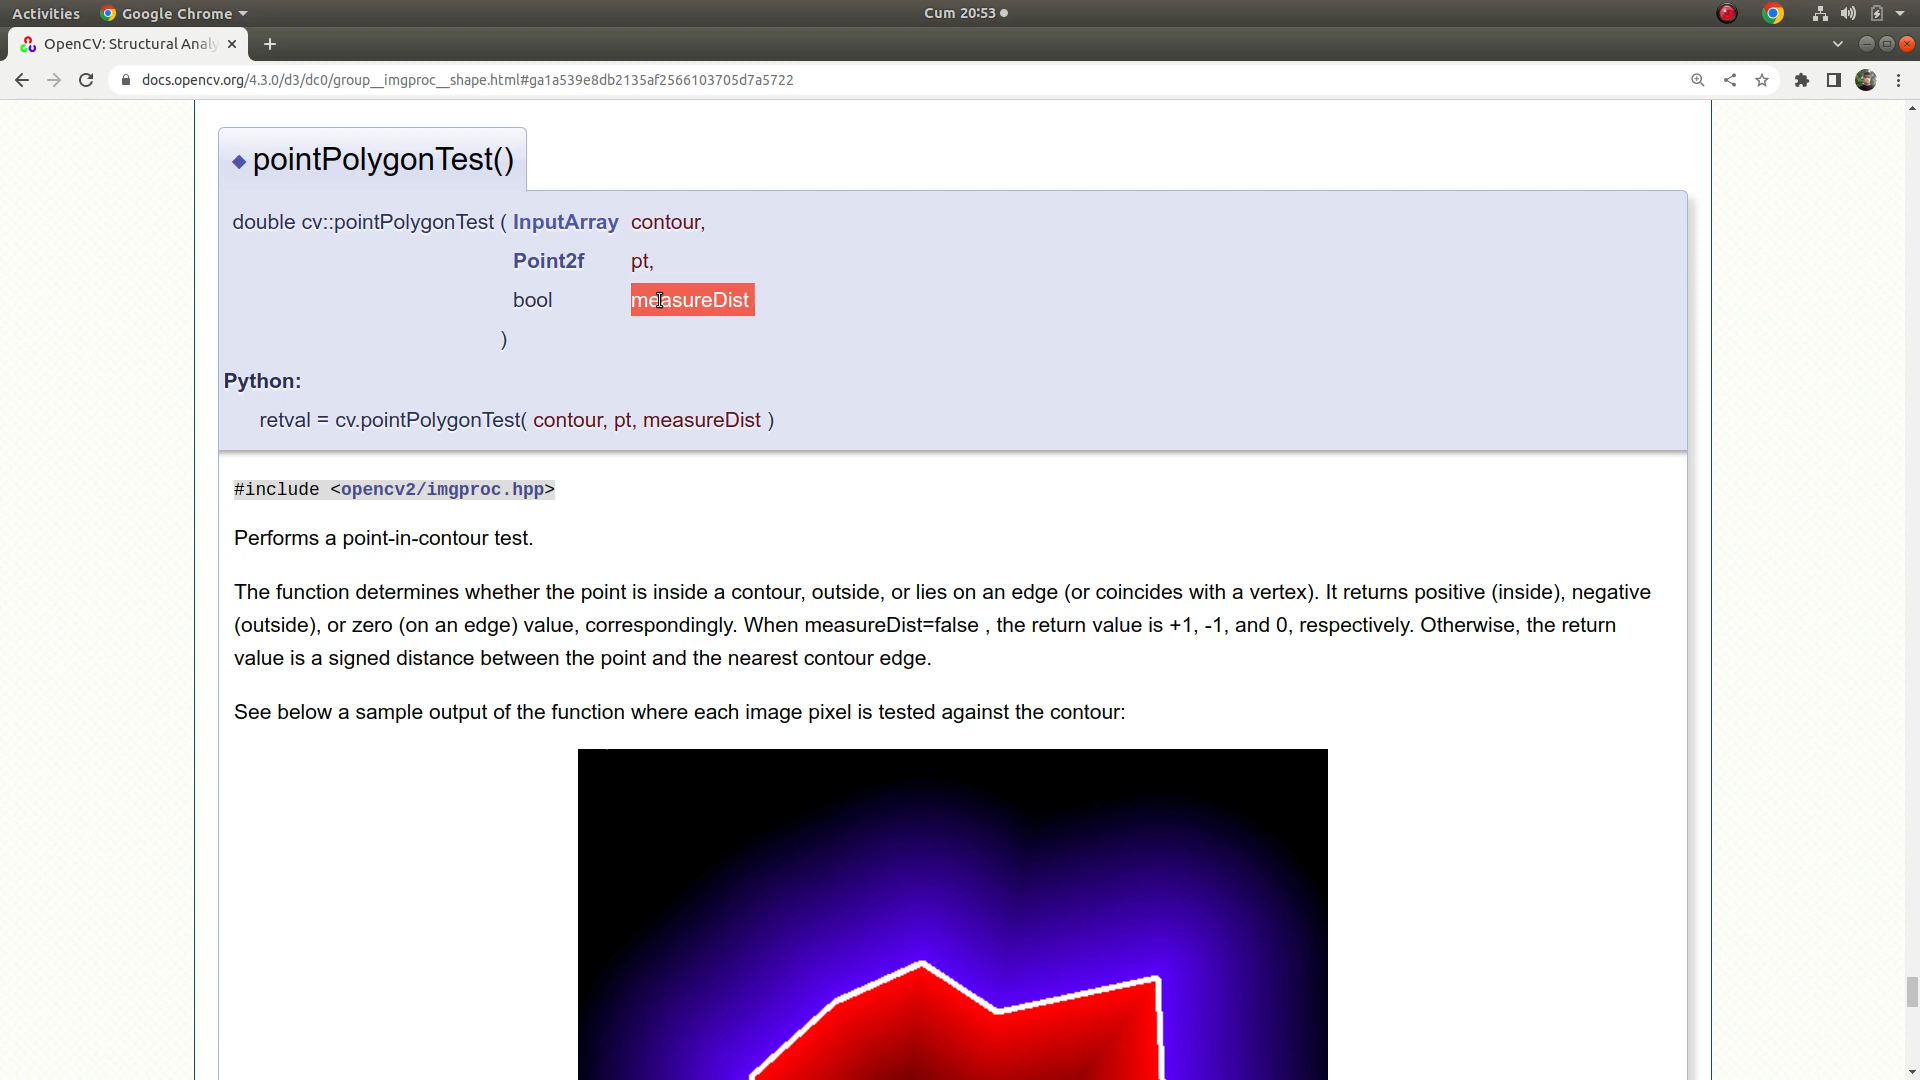 Activities Google Chrome Cum 20:53
OpenCV: Structural Analy
docs.opencv.org/4.3.0/d3/dc0/group__imgproc__shape.html#ga1a539e8db2135af2566103705d7a5722
pointPolygonTest()
double cv::pointPolygonTest ( InputArray contour,
Point2f pt,
bool measureDist
)
Python:
retval = cv.pointPolygonTest( contour, pt, measureDist )
#include <opencv2/imgproc.hpp>
Performs a point-in-contour test.
The function determines whether the point is inside a contour, outside, or lies on an edge (or coincides with a vertex). It returns positive (inside), negative
(outside), or zero (on an edge) value, correspondingly. When measureDist=false , the return value is +1, -1, and 0, respectively. Otherwise, the return
value is a signed distance between the point and the nearest contour edge.
See below a sample output of the function where each image pixel is tested against the contour: